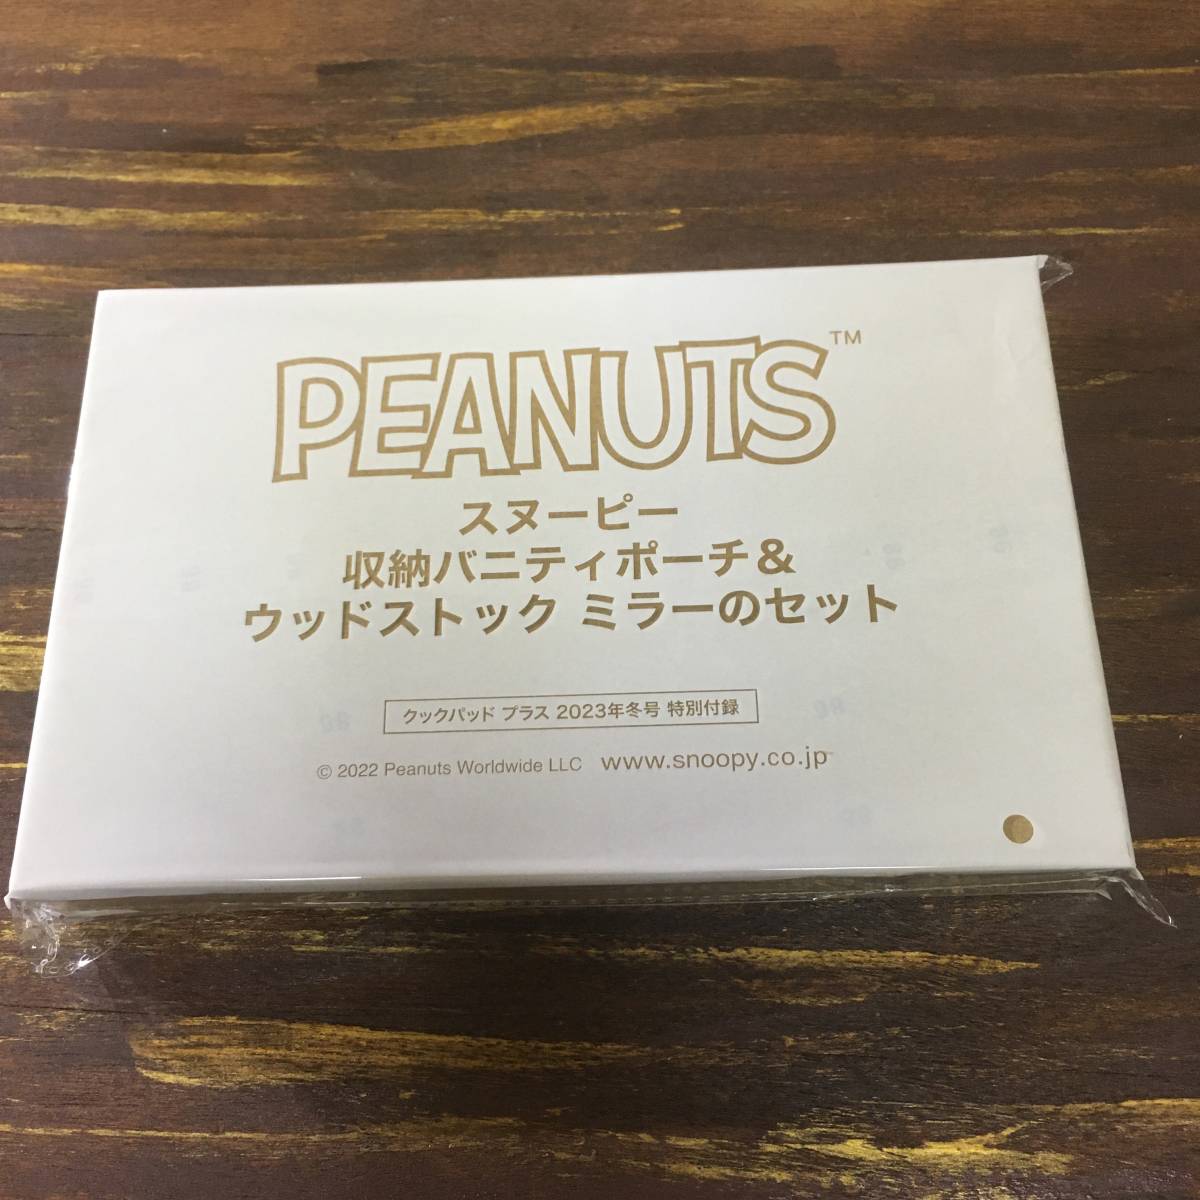 PEANUTS™
スヌーピー
収納バニティポーチ&
ウッドストック ミラーのセット
クックパッド プラス 2023年冬号 特別付録
© 2022 Peanuts Worldwide LLC www.snoopy.co.jp